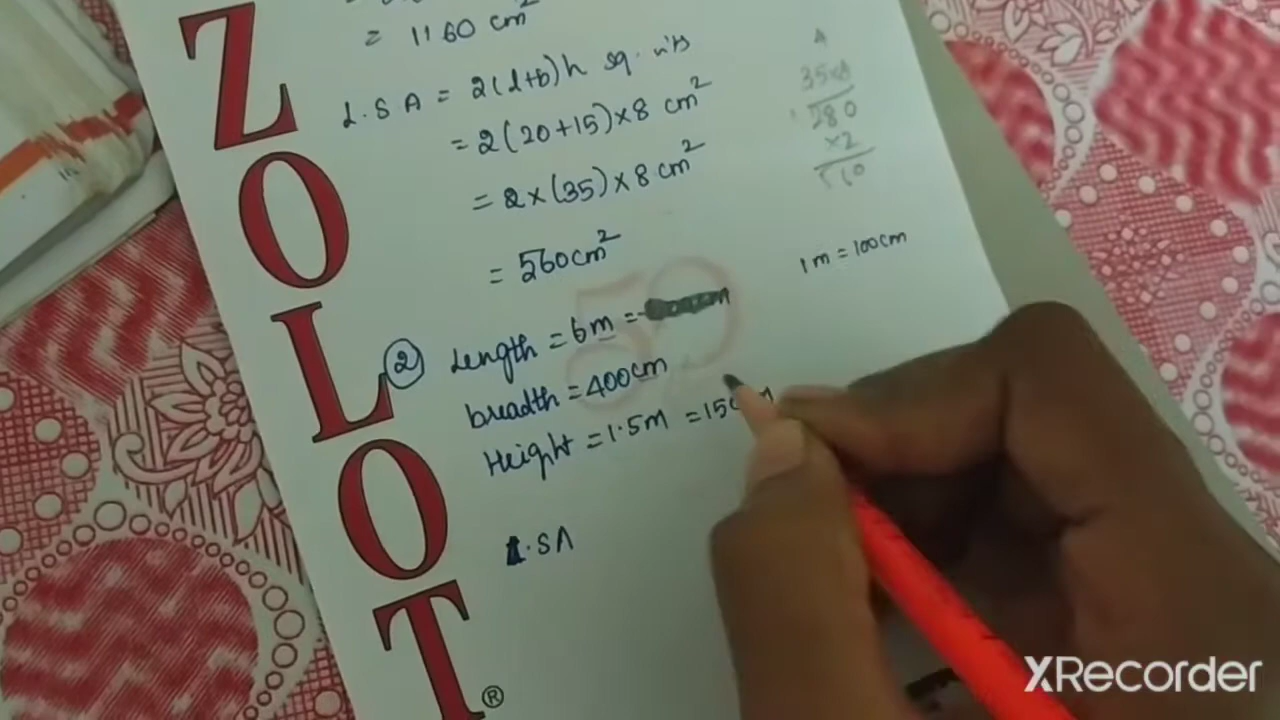 ZOLOT®
= 1160 cm²
L.S A = 2(l+b)h sq. uits
= 2(20+15)×8 cm²
= 2×(35)×8 cm²
= 560cm²
35×8
280
×2
560
1m = 100cm
② Length = 6m =
breadth = 400cm
Height = 1.5m
L.SA
XRecorder